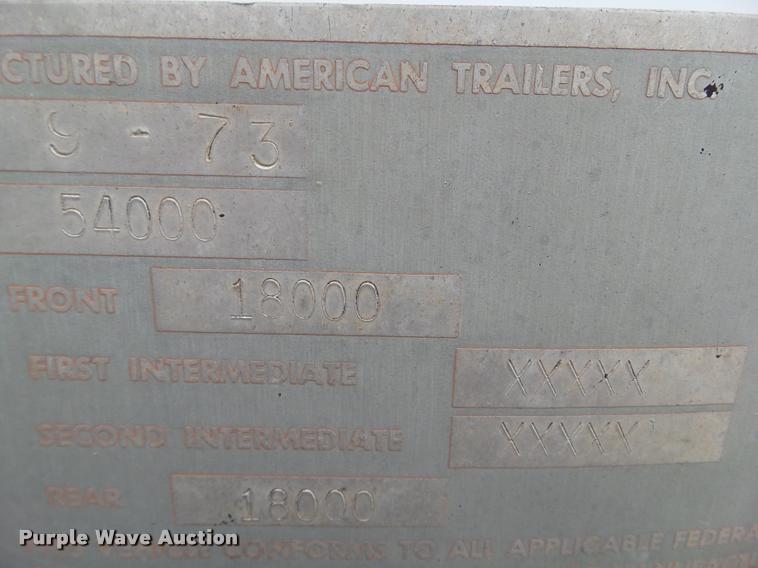 CTURED BY AMERICAN TRAILERS, INC.
9 - 73
54000
FRONT 18000
FIRST INTERMEDIATE XXXXX
SECOND INTERMEDIATE XXXXX
REAR 18000
VEHICLE CONFORMS TO ALL APPLICABLE FEDERA
Purple Wave Auction